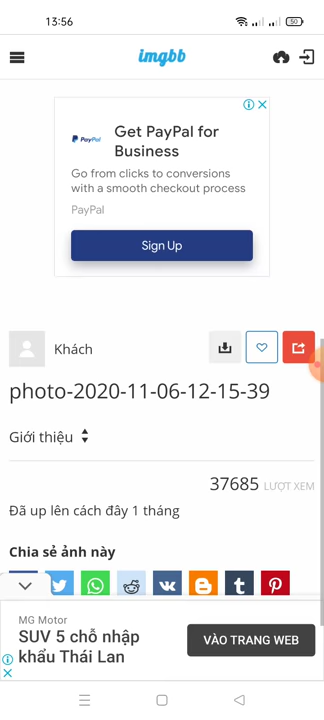 13:56
50
imgbb
PayPal
Get PayPal for
Business
Go from clicks to conversions
with a smooth checkout process
PayPal
Sign Up
Khách
photo-2020-11-06-12-15-39
Giới thiệu
37685 LƯỢT XEM
Đã up lên cách đây 1 tháng
Chia sẻ ảnh này
MG Motor
SUV 5 chỗ nhập
khẩu Thái Lan
VÀO TRANG WEB